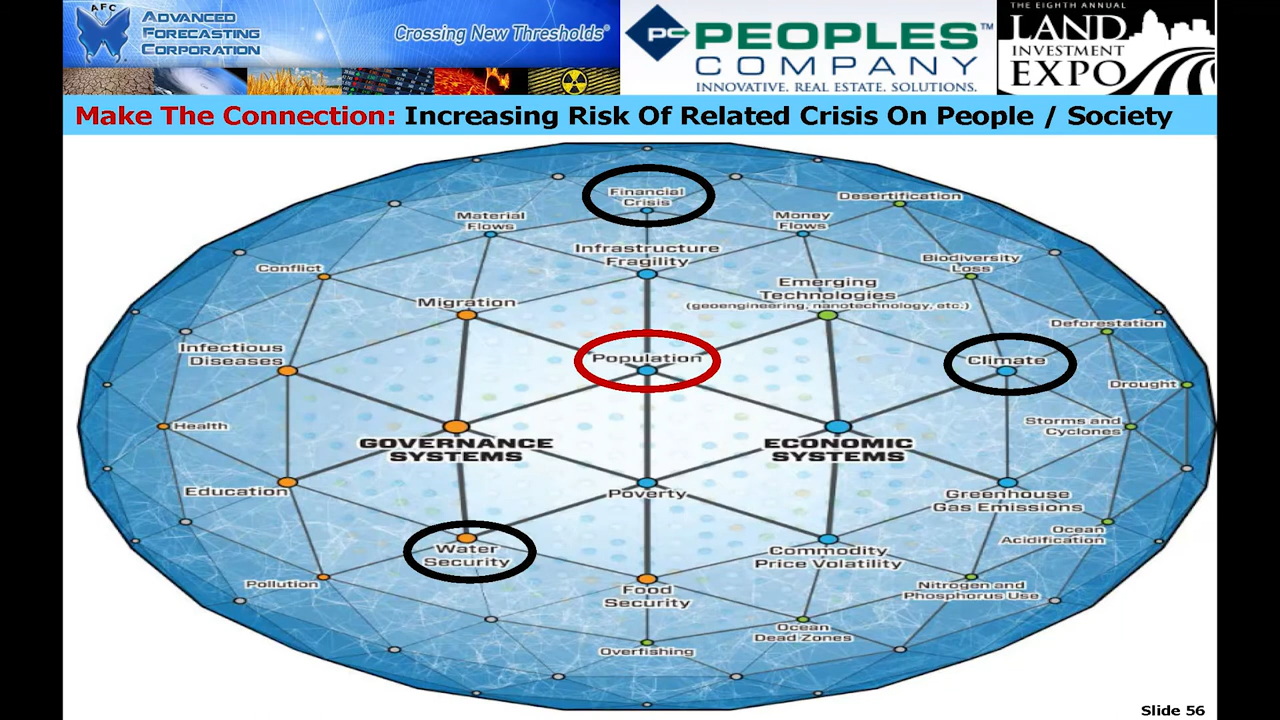 AFC
ADVANCED
FORECASTING
CORPORATION
Crossing New Thresholds®
PC
PEOPLES™
COMPANY
INNOVATIVE. REAL ESTATE. SOLUTIONS.
THE EIGHTH ANNUAL
LAND
INVESTMENT
EXPO
Make The Connection: Increasing Risk Of Related Crisis On People / Society
Financial
Crisis
Desertification
Material
Flows
Money
Flows
Infrastructure
Fragility
Conflict
Biodiversity
Loss
Emerging
Technologies
(geoengineering, nanotechnology, etc.)
Migration
Deforestation
Infectious
Diseases
Population
Climate
Drought
Health
Storms and
Cyclones
GOVERNANCE
SYSTEMS
ECONOMIC
SYSTEMS
Education
Poverty
Greenhouse
Gas Emissions
Ocean
Acidification
Water
Security
Commodity
Price Volatility
Pollution
Food
Security
Nitrogen and
Phosphorus Use
Ocean
Dead Zones
Overfishing
Slide 56